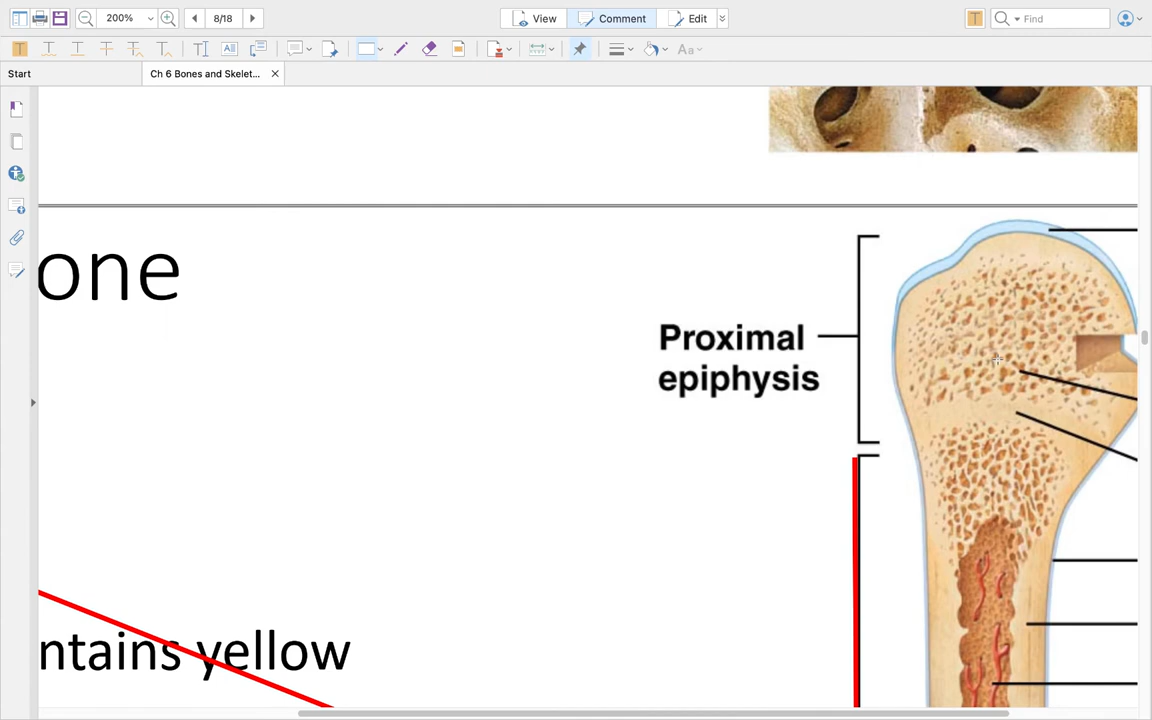 200%
8/18
View
Comment
Edit
Find
Start
Ch 6 Bones and Skelet...
one
Proximal
epiphysis
ntains yellow